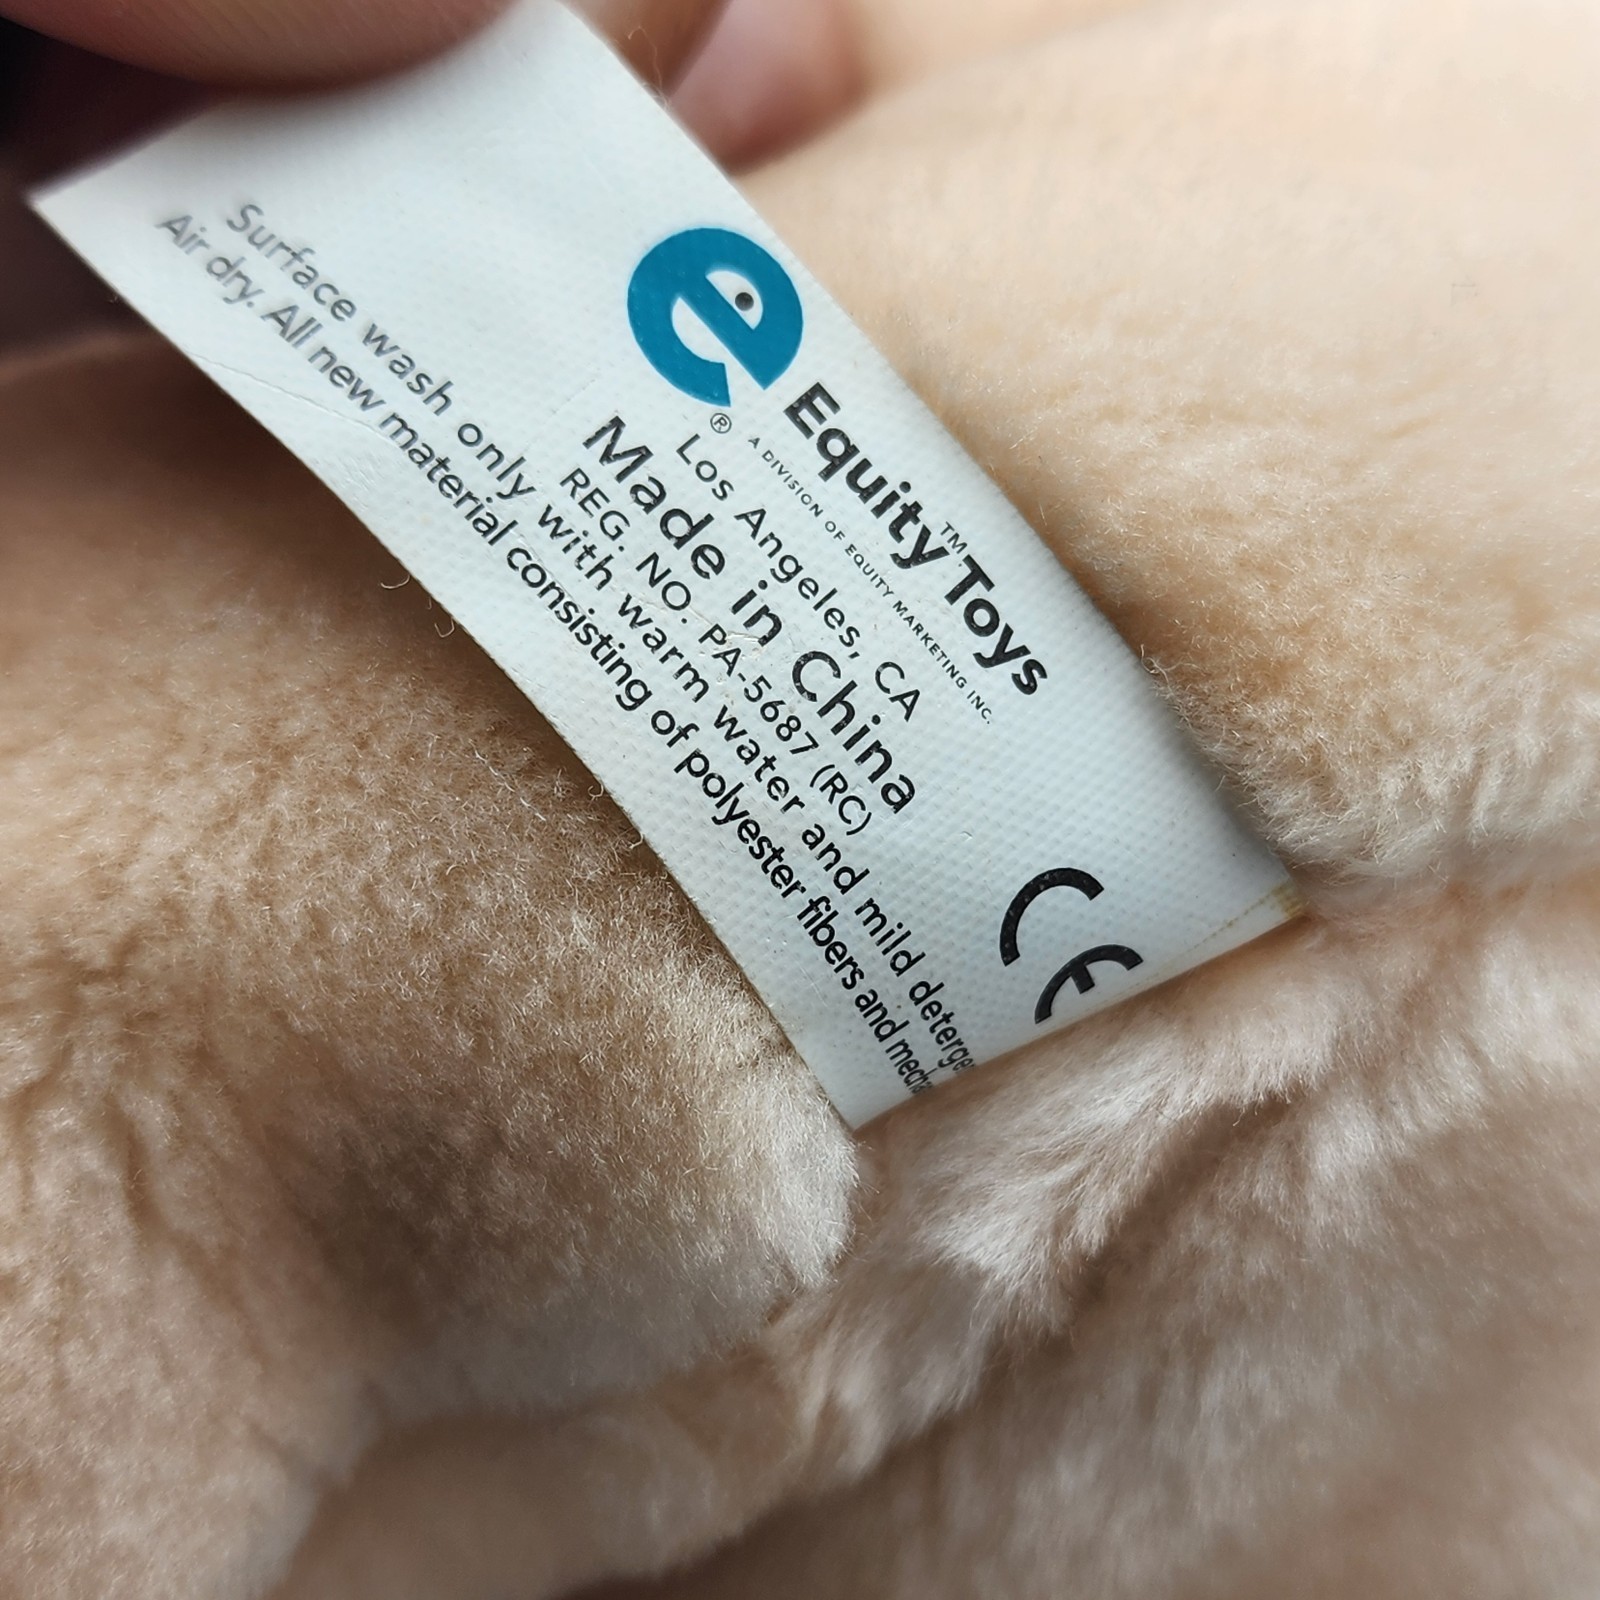 e®
Equity Toys™
A DIVISION OF EQUITY MARKETING INC.
Los Angeles, CA
Made in China
REG. NO. PA-5687 (RC)
Surface wash only with warm water and mild
Air dry. All new material consisting of polyester fibers and
CE